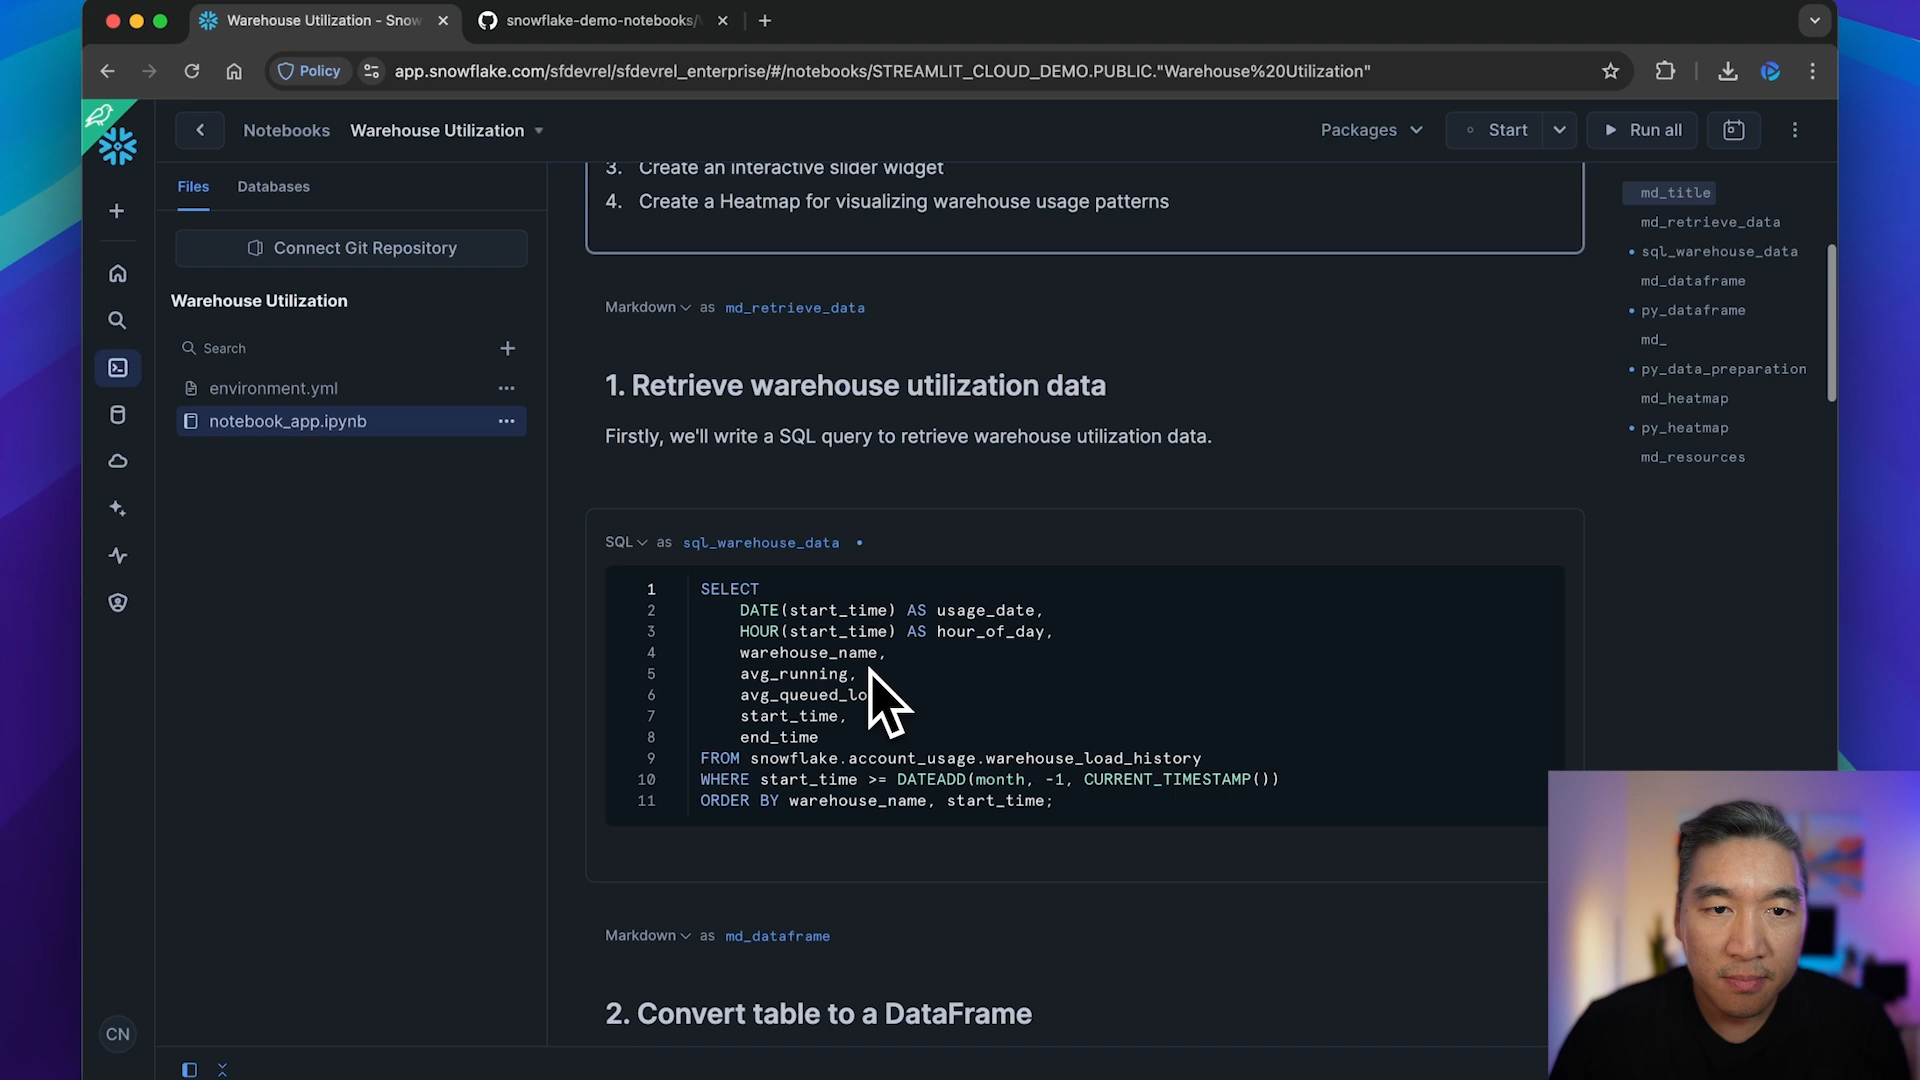 Warehouse Utilization - Snow
snowflake-demo-notebooks/
Policy
app.snowflake.com/sfdevrel/sfdevrel_enterprise/#/notebooks/STREAMLIT_CLOUD_DEMO.PUBLIC."Warehouse%20Utilization"
Notebooks
Warehouse Utilization
Packages
Start
Run all
Files
Databases
Connect Git Repository
Warehouse Utilization
Search
environment.yml
notebook_app.ipynb
CN
3. Create an interactive slider widget
4. Create a Heatmap for visualizing warehouse usage patterns
Markdown as md_retrieve_data
1. Retrieve warehouse utilization data
Firstly, we'll write a SQL query to retrieve warehouse utilization data.
SQL as sql_warehouse_data
1 SELECT
2 DATE(start_time) AS usage_date,
3 HOUR(start_time) AS hour_of_day,
4 warehouse_name,
5 avg_running,
6 avg_queued_lo
7 start_time,
8 end_time
9 FROM snowflake.account_usage.warehouse_load_history
10 WHERE start_time >= DATEADD(month, -1, CURRENT_TIMESTAMP())
11 ORDER BY warehouse_name, start_time;
Markdown as md_dataframe
2. Convert table to a DataFrame
md_title
md_retrieve_data
sql_warehouse_data
md_dataframe
py_dataframe
md_
py_data_preparation
md_heatmap
py_heatmap
md_resources